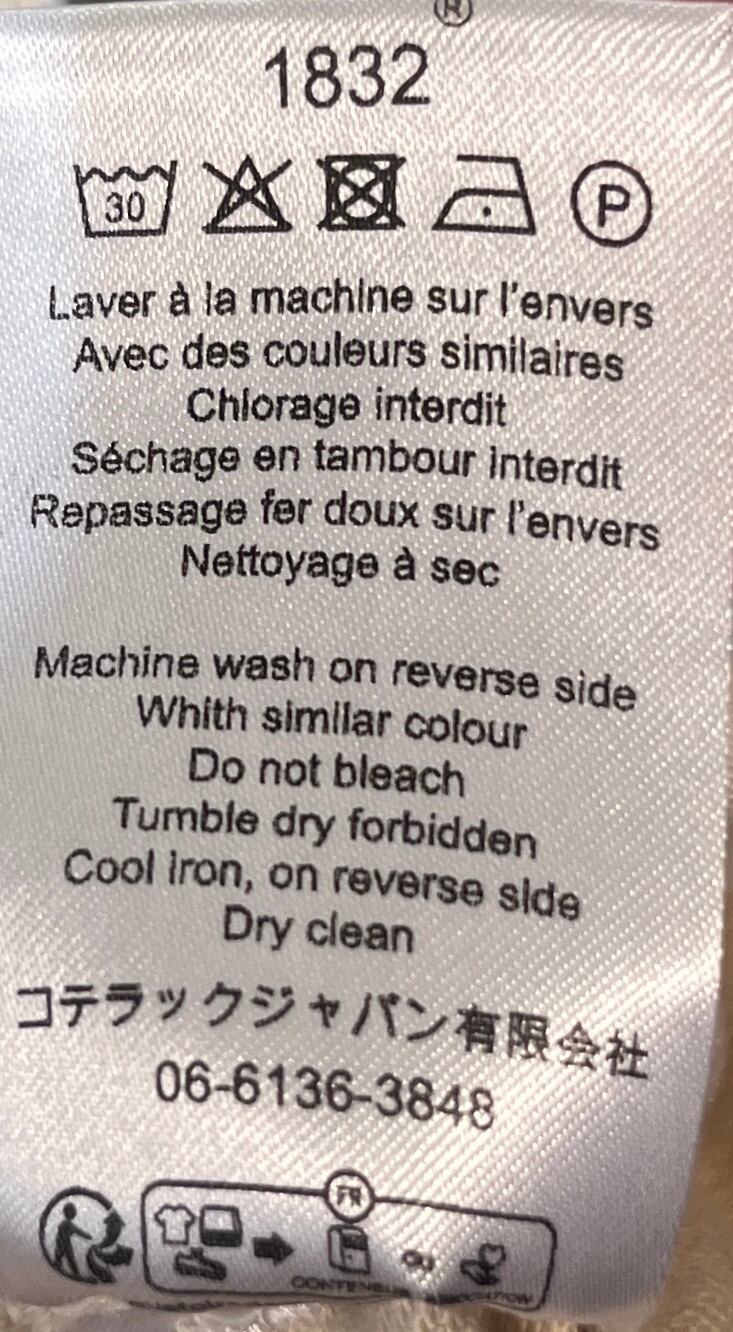 ®
1832
30
P
Laver à la machine sur l'envers
Avec des couleurs similaires
Chlorage interdit
Séchage en tambour interdit
Repassage fer doux sur l'envers
Nettoyage à sec
Machine wash on reverse side
Whith similar colour
Do not bleach
Tumble dry forbidden
Cool iron, on reverse side
Dry clean
コテラックジャパン有限会社
06-6136-3848
FR
OU